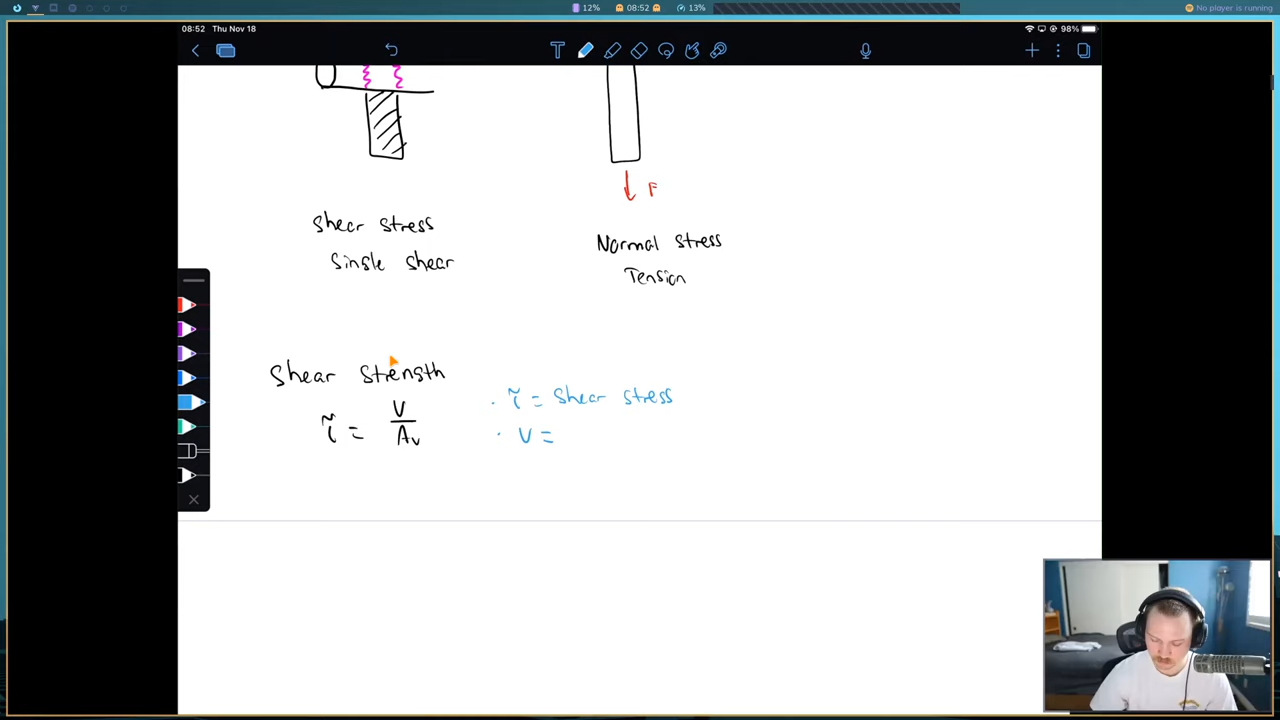 12% 08:52 13% No player is running
08:52 Thu Nov 18 98%
T
F
Shear stress
Single shear
Normal stress
Tension
Shear strength
τ = V / Av
· τ = Shear stress
· V =